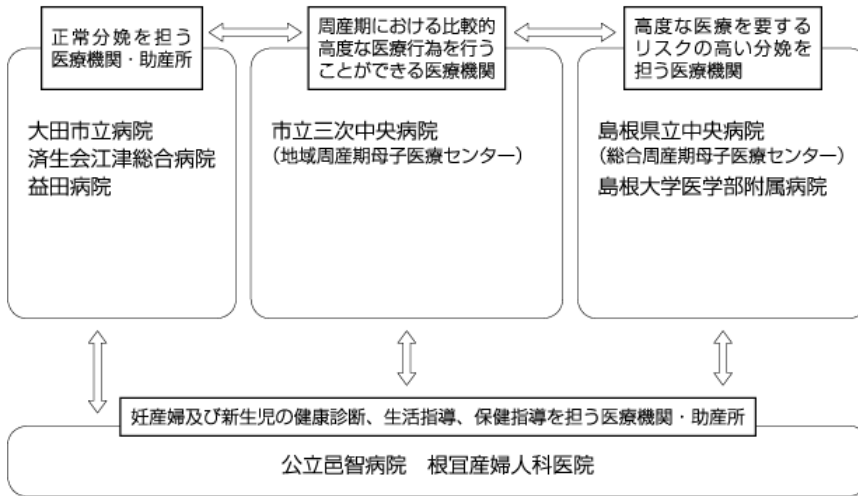 正常分娩を担う
医療機関・助産所
周産期における比較的
高度な医療行為を行う
ことができる医療機関
高度な医療を要する
リスクの高い分娩を
担う医療機関
大田市立病院
済生会江津総合病院
益田病院
市立三次中央病院
（地域周産期母子医療センター）
島根県立中央病院
（総合周産期母子医療センター）
島根大学医学部附属病院
妊産婦及び新生児の健康診断、生活指導、保健指導を担う医療機関・助産所
公立邑智病院　根宜産婦人科医院